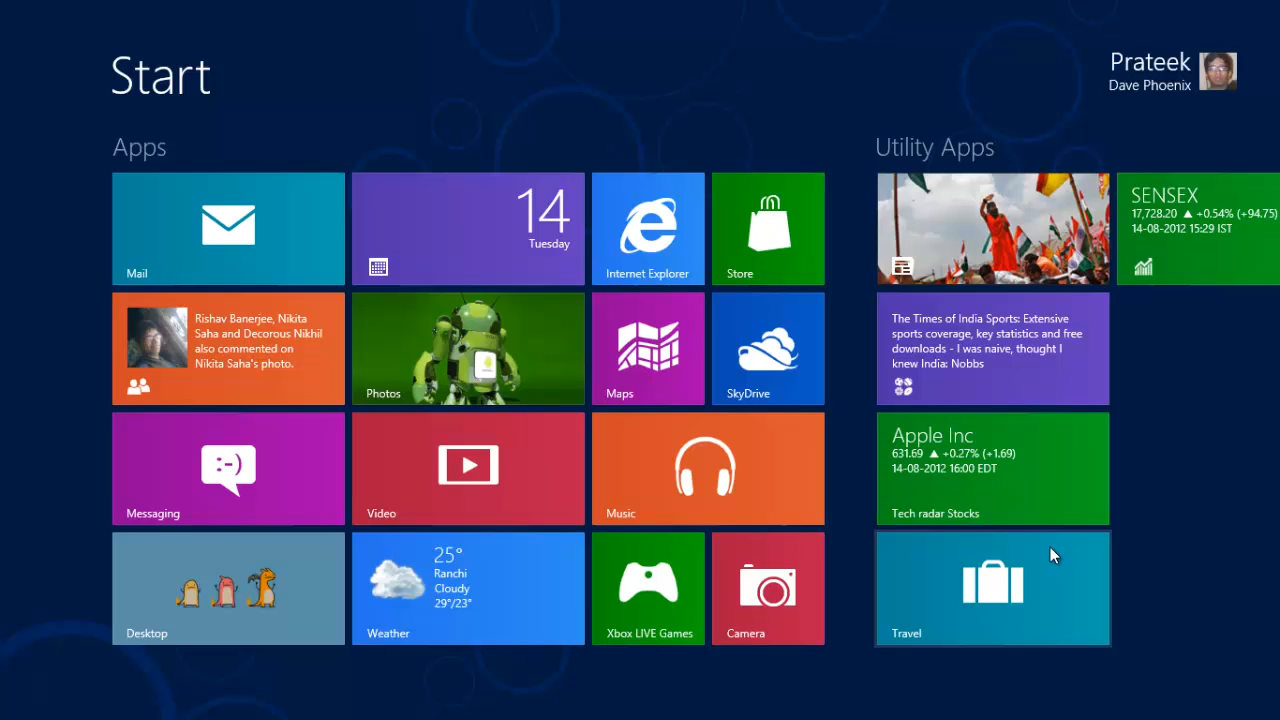 Start
Prateek
Dave Phoenix
Apps
Utility Apps
Mail
14
Tuesday
Internet Explorer
Store
SENSEX
17,728.20 ▲ +0.54% (+94.75)
14-08-2012 15:29 IST
Rishav Banerjee, Nikita
Saha and Decorous Nikhil
also commented on
Nikita Saha's photo.
Photos
Maps
SkyDrive
The Times of India Sports: Extensive
sports coverage, key statistics and free
downloads - I was naive, thought I
knew India: Nobbs
:-)
Messaging
Video
Music
Apple Inc
631.69 ▲ +0.27% (+1.69)
14-08-2012 16:00 EDT
Tech radar Stocks
Desktop
25°
Ranchi
Cloudy
29°/23°
Weather
Xbox LIVE Games
Camera
Travel